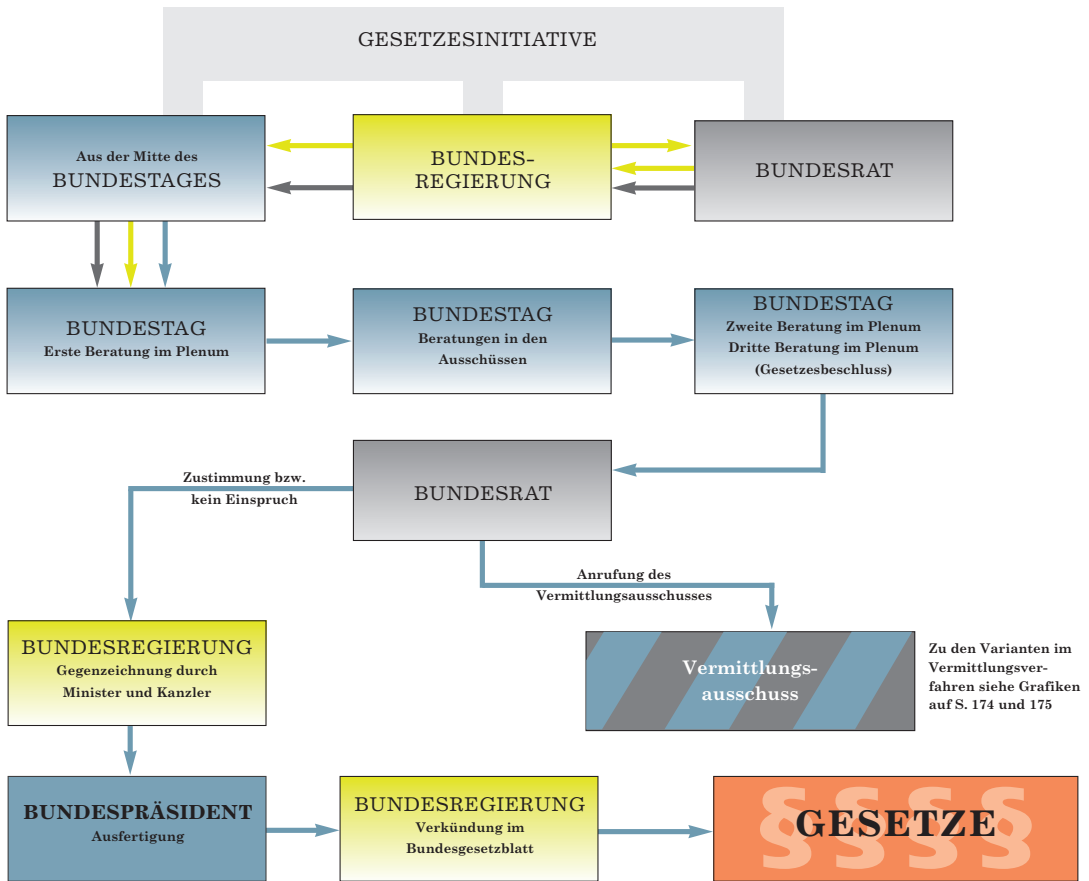 GESETZESINITIATIVE
Aus der Mitte des
BUNDESTAGES
BUNDES-
REGIERUNG
BUNDESRAT
BUNDESTAG
Erste Beratung im Plenum
BUNDESTAG
Beratungen in den
Ausschüssen
BUNDESTAG
Zweite Beratung im Plenum
Dritte Beratung im Plenum
(Gesetzesbeschluss)
Zustimmung bzw.
kein Einspruch
BUNDESRAT
Anrufung des
Vermittlungsausschusses
BUNDESREGIERUNG
Gegenzeichnung durch
Minister und Kanzler
Vermittlungs-
ausschuss
Zu den Varianten im
Vermittlungsver-
fahren siehe Grafiken
auf S. 174 und 175
BUNDESPRÄSIDENT
Ausfertigung
BUNDESREGIERUNG
Verkündung im
Bundesgesetzblatt
§§§§
GESETZE